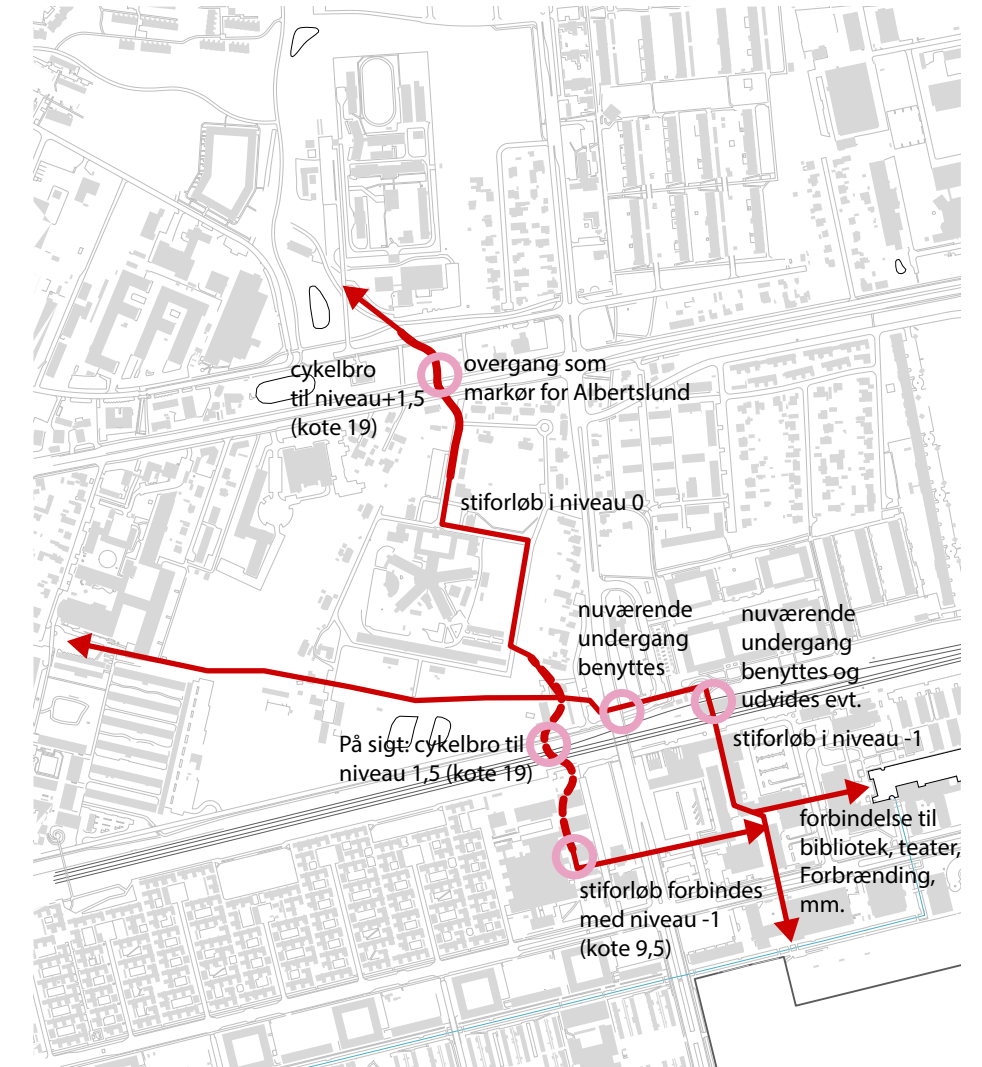 cykelbro
til niveau+1,5
(kote 19)
overgang som
markør for Albertslund
stiforløb i niveau 0
nuværende
undergang
benyttes
nuværende
undergang
benyttes og
udvides evt.
På sigt: cykelbro til
niveau 1,5 (kote 19)
stiforløb i niveau -1
forbindelse til
bibliotek, teater,
Forbrænding,
mm.
stiforløb forbindes
med niveau -1
(kote 9,5)